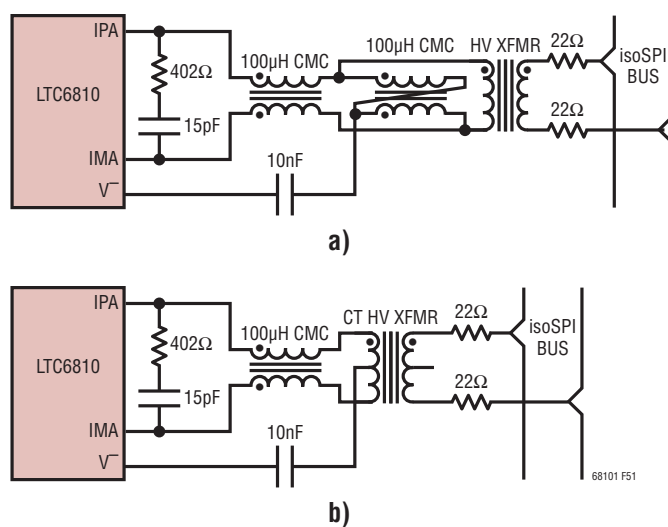 IPA
100µH CMC
100µH CMC
HV XFMR
22Ω
isoSPI
BUS
402Ω
LTC6810
15pF
22Ω
IMA
10nF
V–
a)
IPA
CT HV XFMR
22Ω
isoSPI
BUS
100µH CMC
402Ω
LTC6810
15pF
22Ω
IMA
10nF
V–
68101 F51
b)